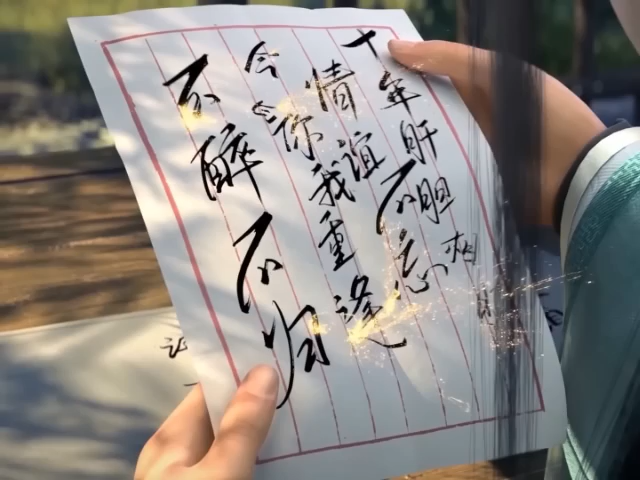 十年肝胆相
情谊不忘
今你我重逢
不醉不归